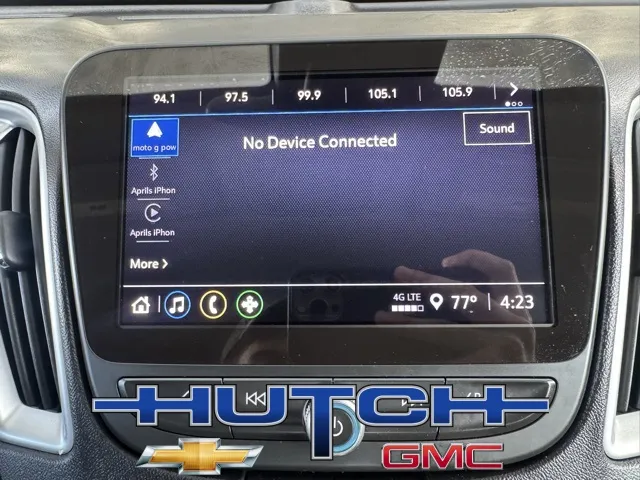 94.1 97.5 99.9 105.1 105.9
moto g pow
No Device Connected
Sound
Aprils iPhon
Aprils iPhon
More
4G LTE 77° 4:23
HUTCH
GMC